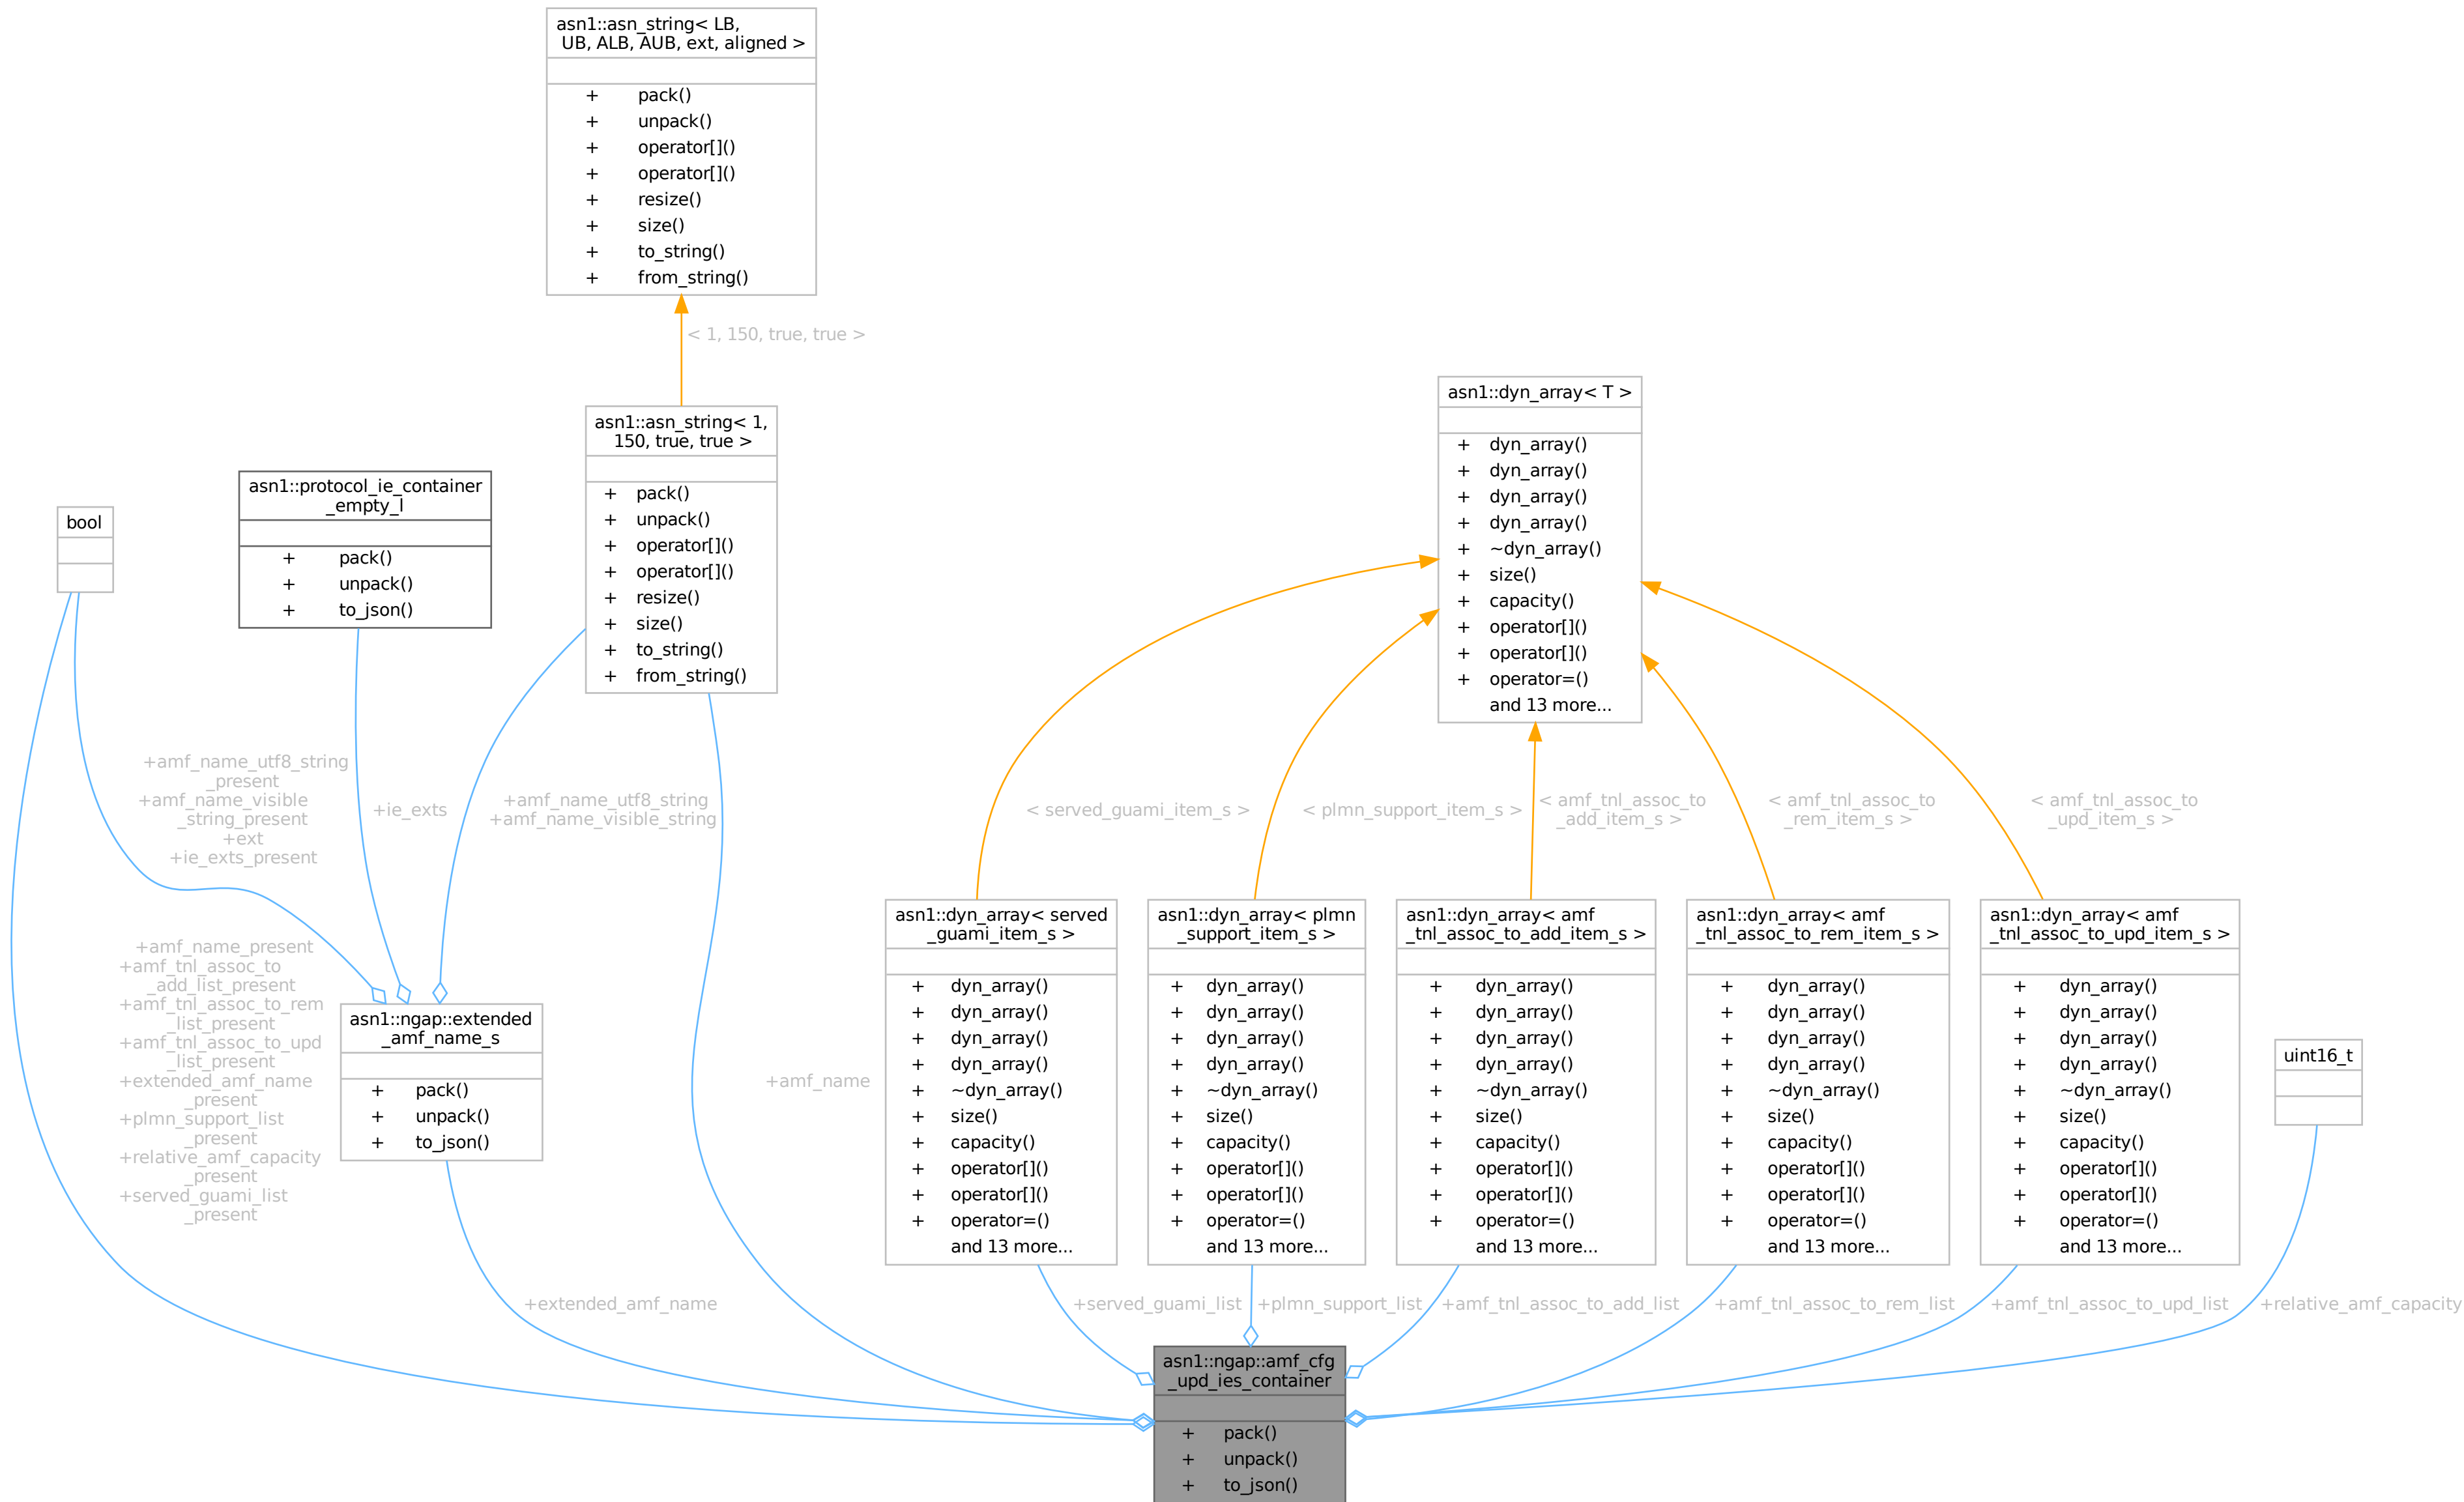 asn1::asn_string< LB,
UB, ALB, AUB, ext, aligned >
+ pack()
+ unpack()
+ operator[]()
+ operator[]()
+ resize()
+ size()
+ to_string()
+ from_string()
< 1, 150, true, true >
asn1::asn_string< 1,
150, true, true >
+ pack()
+ unpack()
+ operator[]()
+ operator[]()
+ resize()
+ size()
+ to_string()
+ from_string()
asn1::protocol_ie_container
_empty_l
+ pack()
+ unpack()
+ to_json()
bool
asn1::dyn_array< T >
+ dyn_array()
+ dyn_array()
+ dyn_array()
+ dyn_array()
+ ~dyn_array()
+ size()
+ capacity()
+ operator[]()
+ operator[]()
+ operator=()
and 13 more...
+amf_name_utf8_string
_present
+amf_name_visible
_string_present
+ext
+ie_exts_present
+ie_exts
+amf_name_utf8_string
+amf_name_visible_string
< served_guami_item_s >
< plmn_support_item_s >
< amf_tnl_assoc_to
_add_item_s >
< amf_tnl_assoc_to
_rem_item_s >
< amf_tnl_assoc_to
_upd_item_s >
+amf_name_present
+amf_tnl_assoc_to
_add_list_present
+amf_tnl_assoc_to_rem
_list_present
+amf_tnl_assoc_to_upd
_list_present
+extended_amf_name
_present
+plmn_support_list
_present
+relative_amf_capacity
_present
+served_guami_list
_present
asn1::ngap::extended
_amf_name_s
+ pack()
+ unpack()
+ to_json()
+amf_name
asn1::dyn_array< served
_guami_item_s >
+ dyn_array()
+ dyn_array()
+ dyn_array()
+ dyn_array()
+ ~dyn_array()
+ size()
+ capacity()
+ operator[]()
+ operator[]()
+ operator=()
and 13 more...
asn1::dyn_array< plmn
_support_item_s >
+ dyn_array()
+ dyn_array()
+ dyn_array()
+ dyn_array()
+ ~dyn_array()
+ size()
+ capacity()
+ operator[]()
+ operator[]()
+ operator=()
and 13 more...
asn1::dyn_array< amf
_tnl_assoc_to_add_item_s >
+ dyn_array()
+ dyn_array()
+ dyn_array()
+ dyn_array()
+ ~dyn_array()
+ size()
+ capacity()
+ operator[]()
+ operator[]()
+ operator=()
and 13 more...
asn1::dyn_array< amf
_tnl_assoc_to_rem_item_s >
+ dyn_array()
+ dyn_array()
+ dyn_array()
+ dyn_array()
+ ~dyn_array()
+ size()
+ capacity()
+ operator[]()
+ operator[]()
+ operator=()
and 13 more...
asn1::dyn_array< amf
_tnl_assoc_to_upd_item_s >
+ dyn_array()
+ dyn_array()
+ dyn_array()
+ dyn_array()
+ ~dyn_array()
+ size()
+ capacity()
+ operator[]()
+ operator[]()
+ operator=()
and 13 more...
uint16_t
+extended_amf_name
+served_guami_list
+plmn_support_list
+amf_tnl_assoc_to_add_list
+amf_tnl_assoc_to_rem_list
+amf_tnl_assoc_to_upd_list
+relative_amf_capacity
asn1::ngap::amf_cfg
_upd_ies_container
+ pack()
+ unpack()
+ to_json()